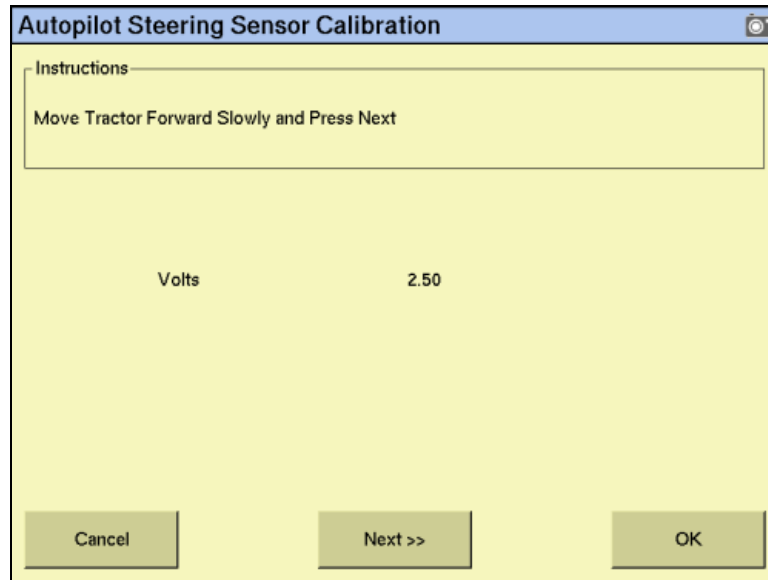 Autopilot Steering Sensor Calibration
Instructions
Move Tractor Forward Slowly and Press Next
Volts 2.50
Cancel Next >> OK